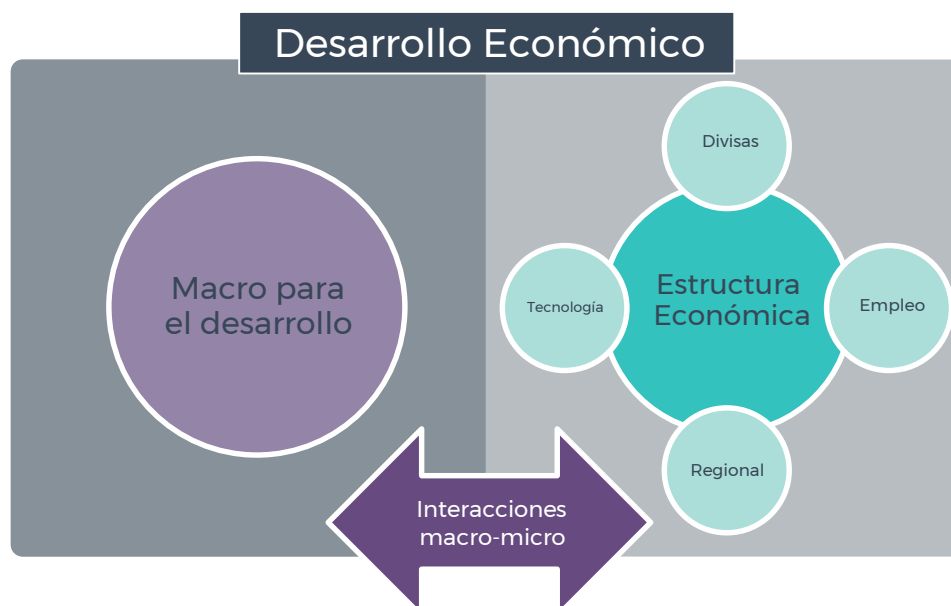 Desarrollo Económico
Macro para
el desarrollo
Divisas
Tecnología
Estructura
Económica
Empleo
Regional
Interacciones
macro-micro